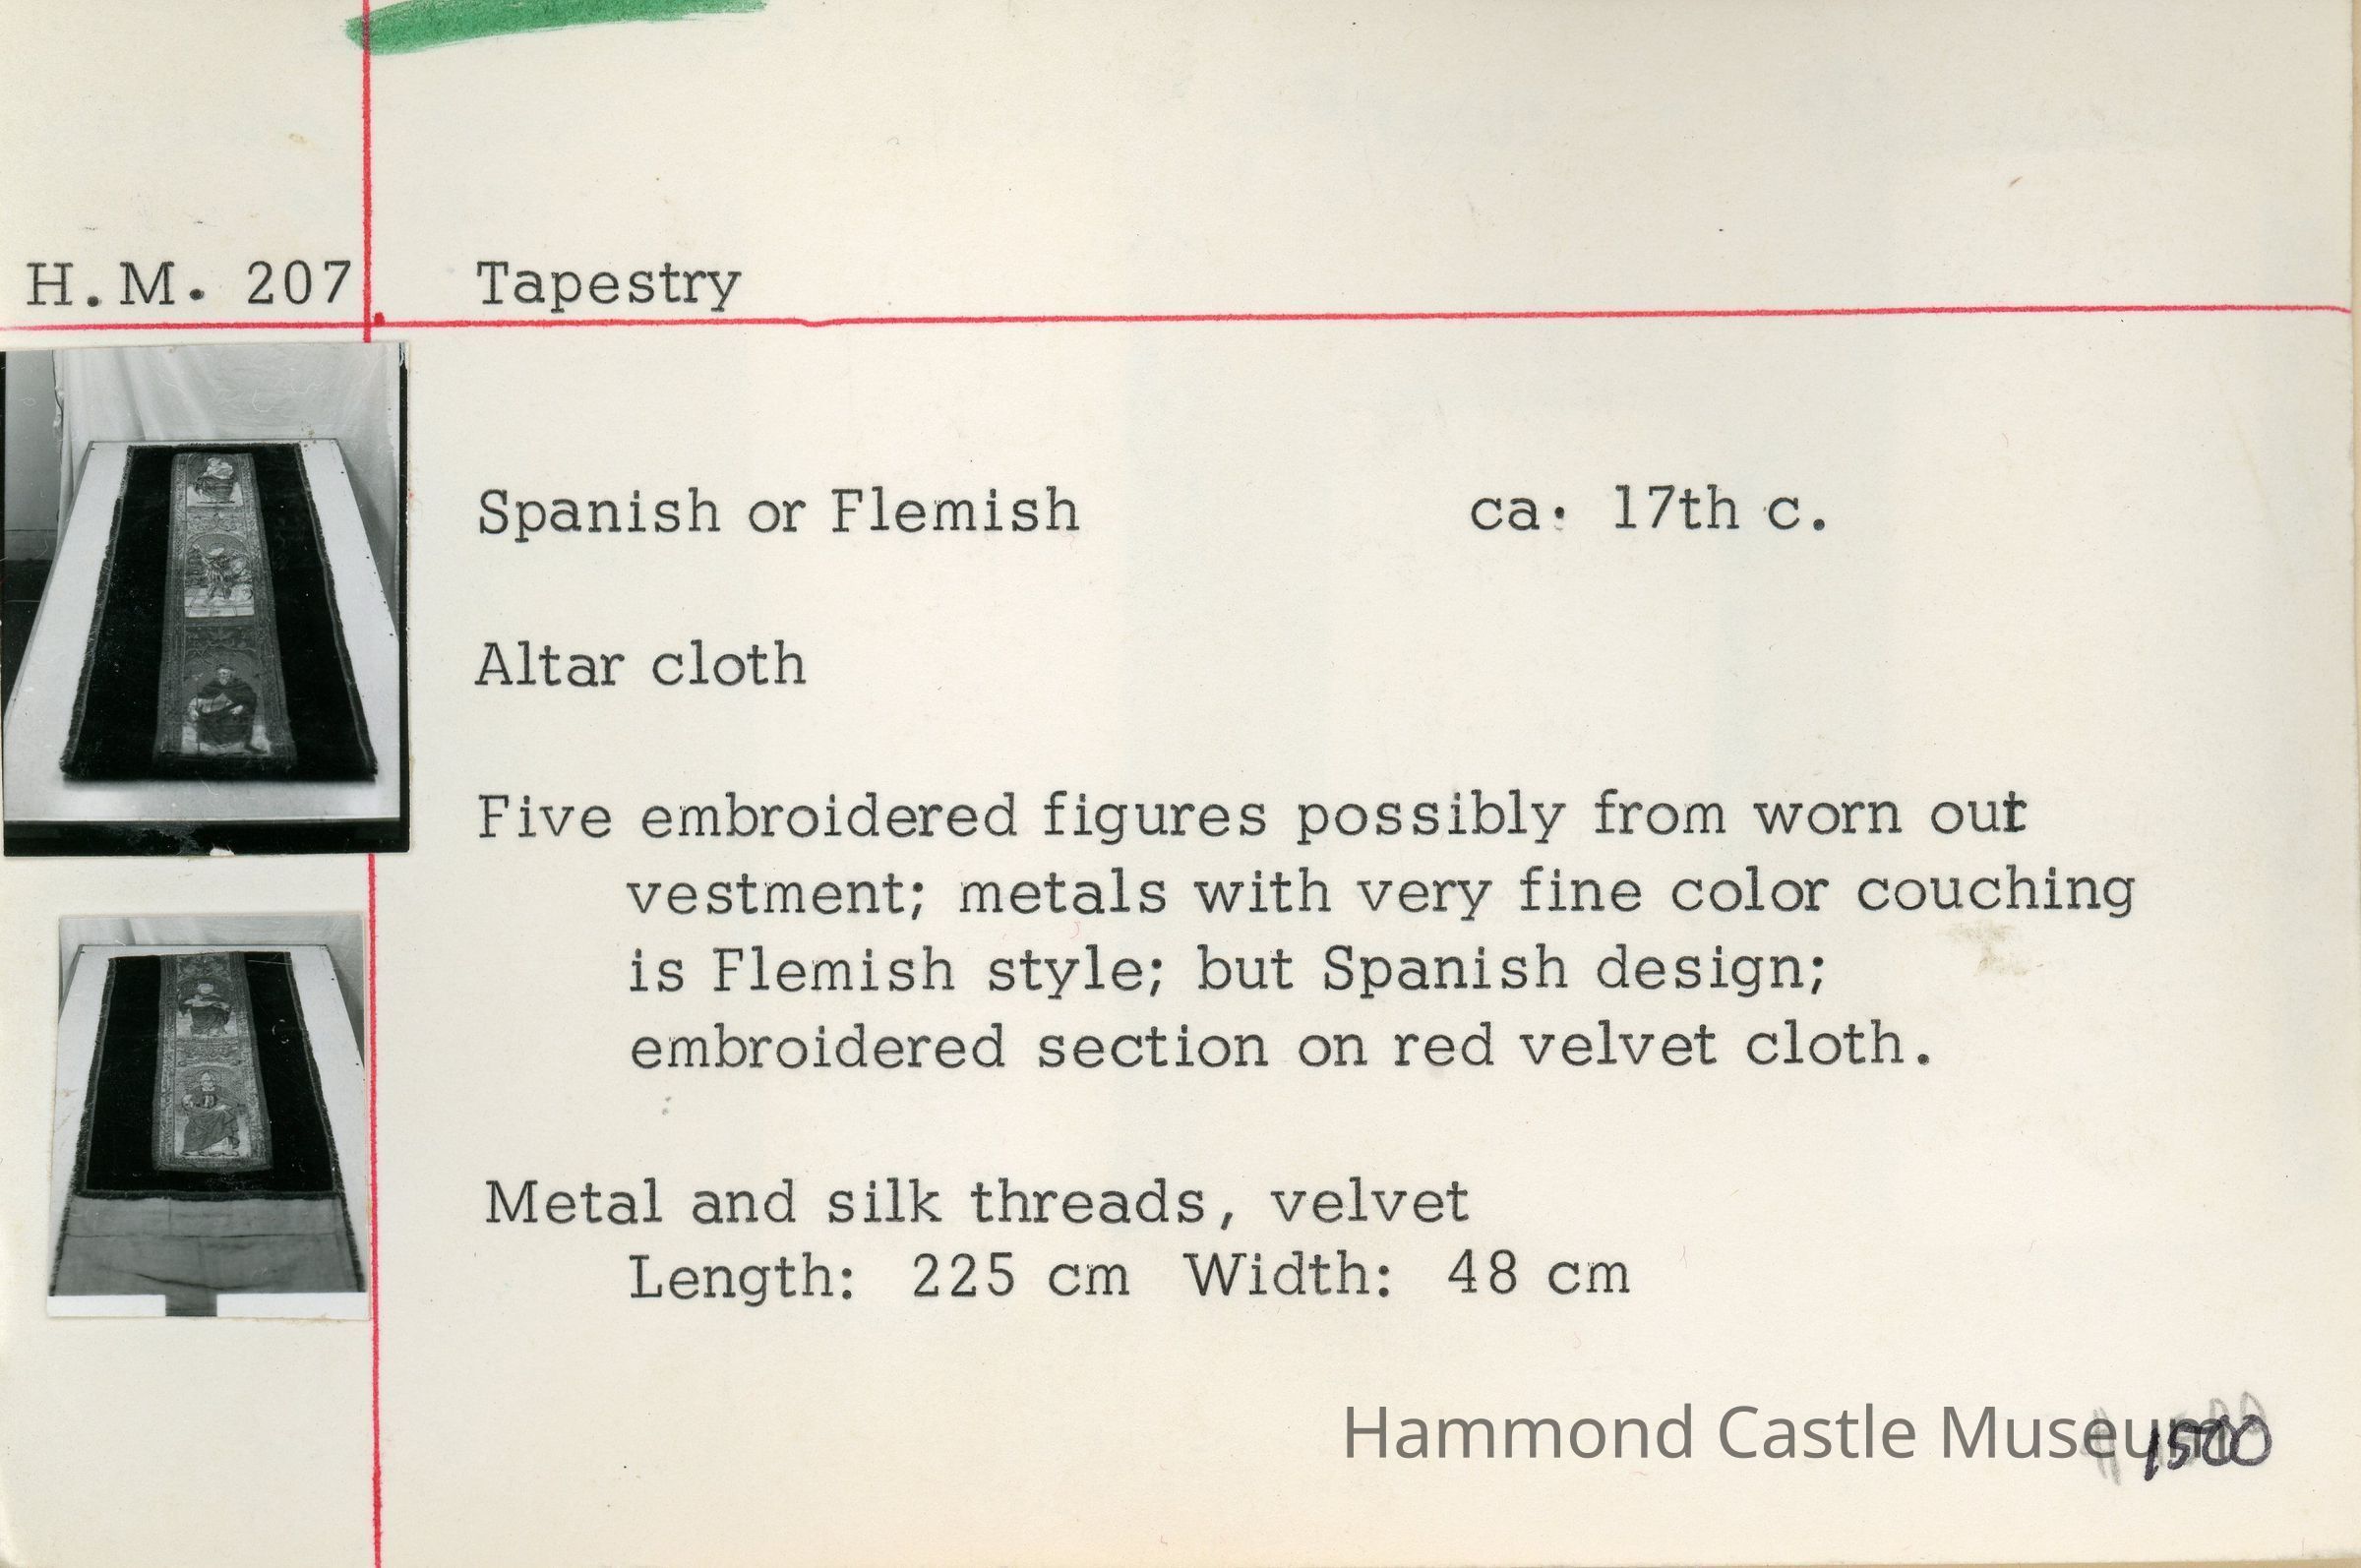 H.M. 207 Tapestry
Spanish or Flemish ca. 17th c.
Altar cloth
Five embroidered figures possibly from worn out
vestment; metals with very fine color couching
is Flemish style; but Spanish design;
embroidered section on red velvet cloth.
Metal and silk threads, velvet
Length: 225 cm Width: 48 cm
Hammond Castle Museum
1500